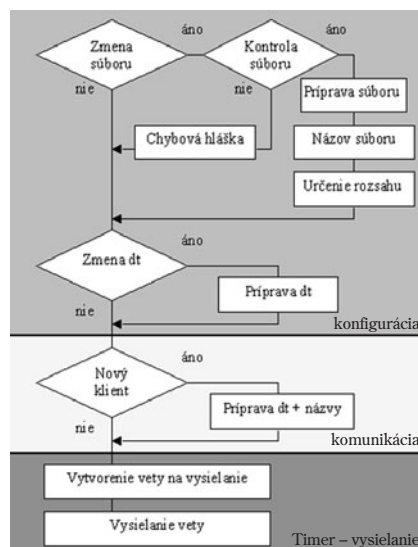 Zmena
súboru
áno
Kontrola
súboru
áno
nie
nie
Príprava súboru
Chybová hláška
Názov súboru
Určenie rozsahu
áno
Zmena dt
Príprava dt
nie
konfigurácia
áno
Nový
klient
Príprava dt + názvy
nie
komunikácia
Vytvorenie vety na vysielanie
Vysielanie vety
Timer – vysielanie